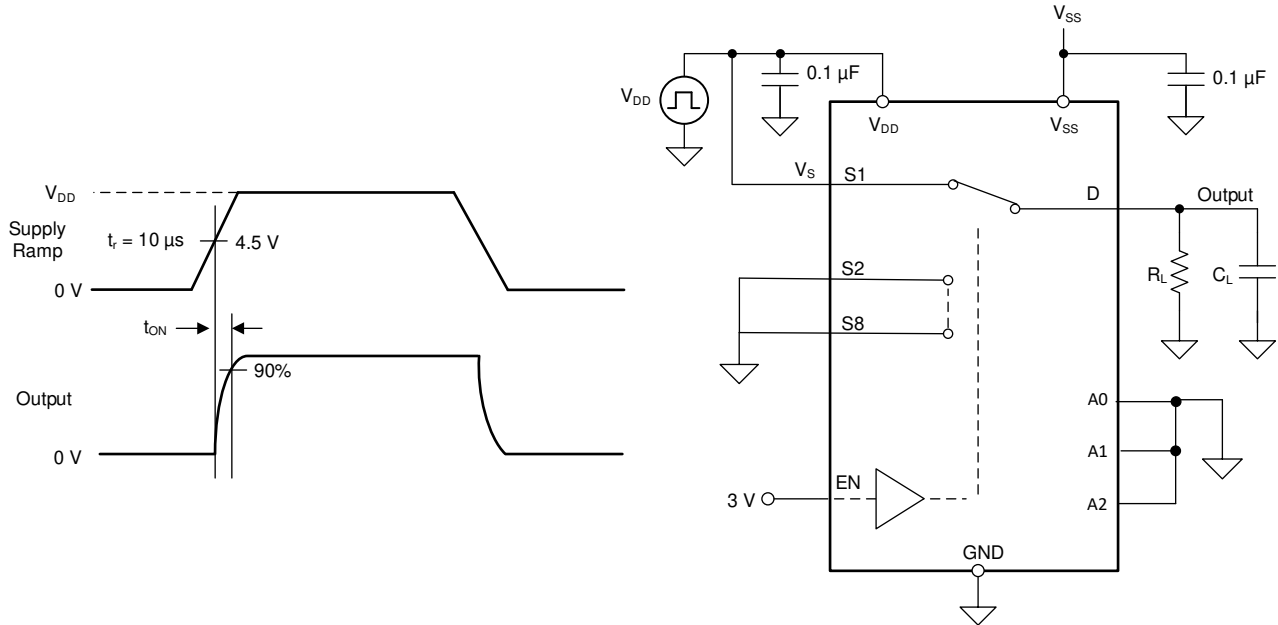 V_DD
Supply
Ramp
t_r = 10 µs
4.5 V
0 V
t_ON
90%
Output
0 V
V_SS
0.1 µF
0.1 µF
V_DD
V_DD
V_SS
V_S
S1
D
Output
S2
R_L
C_L
S8
A0
A1
EN
3 V
A2
GND